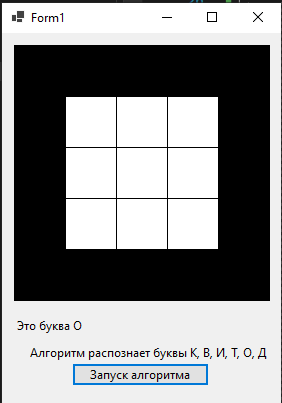 Form1
Это буква О
Алгоритм распознает буквы К, В, И, Т, О, Д
Запуск алгоритма